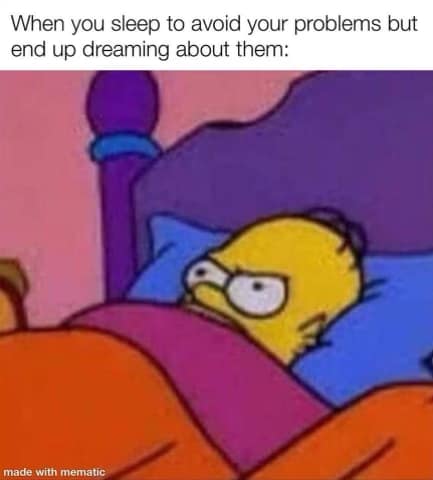 When you sleep to avoid your problems but
end up dreaming about them:
made with mematic